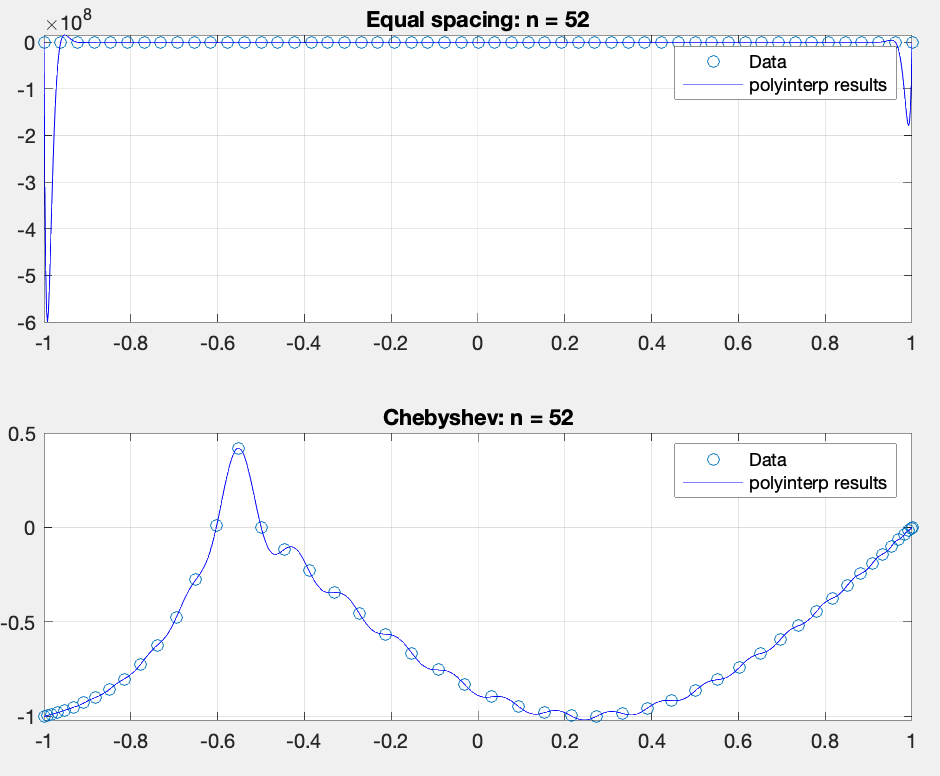 ×10⁸
Equal spacing: n = 52
0
-1
-2
-3
-4
-5
-6
Data
polyinterp results
-1 -0.8 -0.6 -0.4 -0.2 0 0.2 0.4 0.6 0.8 1
Chebyshev: n = 52
0.5
0
-0.5
-1
Data
polyinterp results
-1 -0.8 -0.6 -0.4 -0.2 0 0.2 0.4 0.6 0.8 1